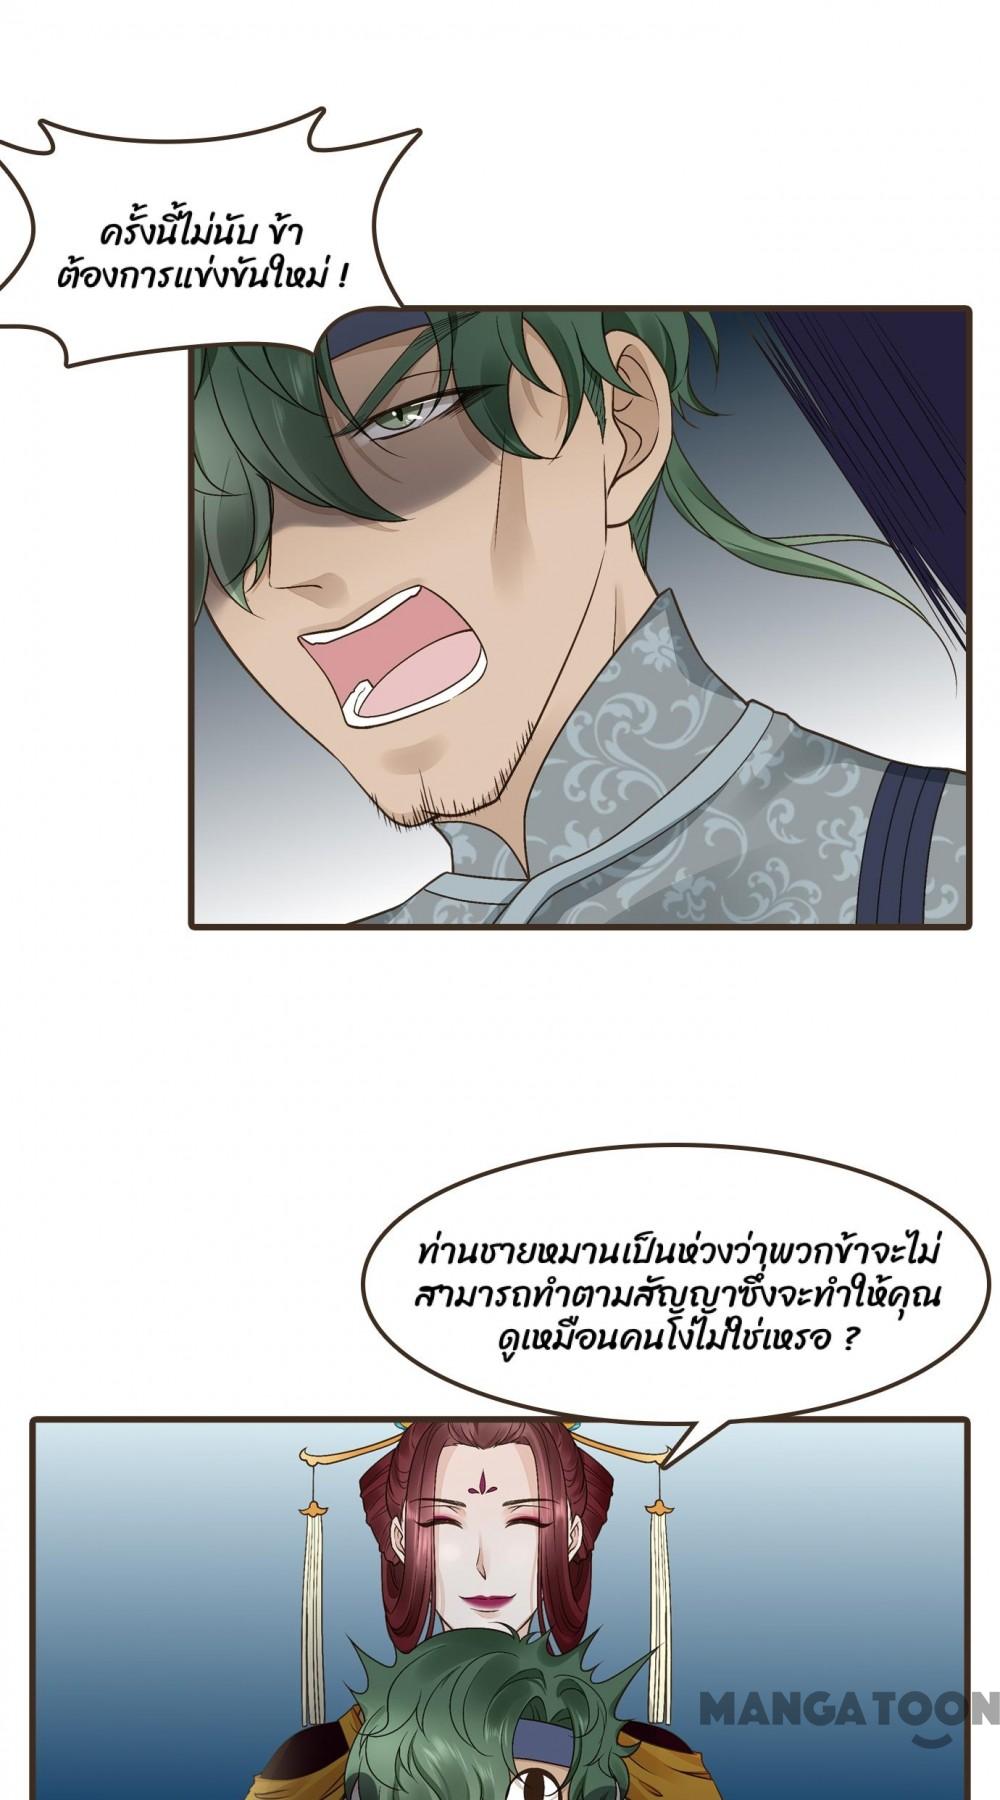 ครั้งนี้ไม่นับ ข้า
ต้องการแข่งขันใหม่ !
ท่านชายหมานเป็นห่วงว่าพวกข้าจะไม่
สามารถทำตามสัญญาซึ่งจะทำให้คุณ
ดูเหมือนคนโง่ไม่ใช่เหรอ ?
MANGATOON